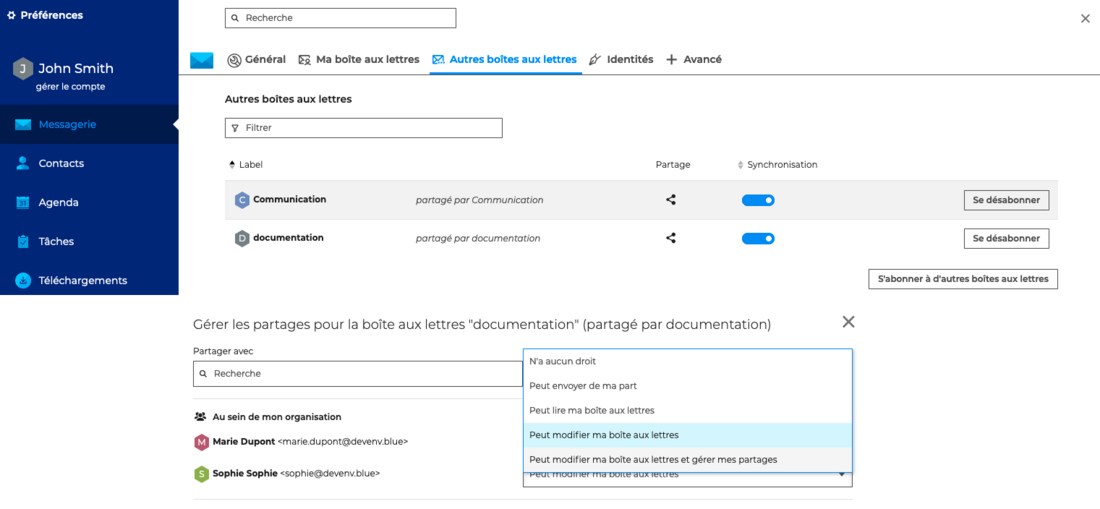 Préférences
Recherche
John Smith
gérer le compte
Général
Ma boîte aux lettres
Autres boîtes aux lettres
Identités
Avancé
Messagerie
Contacts
Agenda
Tâches
Téléchargements
Autres boîtes aux lettres
Filtrer
Label Partage Synchronisation
C Communication partagé par Communication Se désabonner
D documentation partagé par documentation Se désabonner
S'abonner à d'autres boîtes aux lettres
Gérer les partages pour la boîte aux lettres "documentation" (partagé par documentation)
Partager avec
Recherche
N'a aucun droit
Peut envoyer de ma part
Peut lire ma boîte aux lettres
Peut modifier ma boîte aux lettres
Peut modifier ma boîte aux lettres et gérer mes partages
Au sein de mon organisation
M Marie Dupont <marie.dupont@devenv.blue>
S Sophie Sophie <sophie@devenv.blue> Peut modifier ma boîte aux lettres